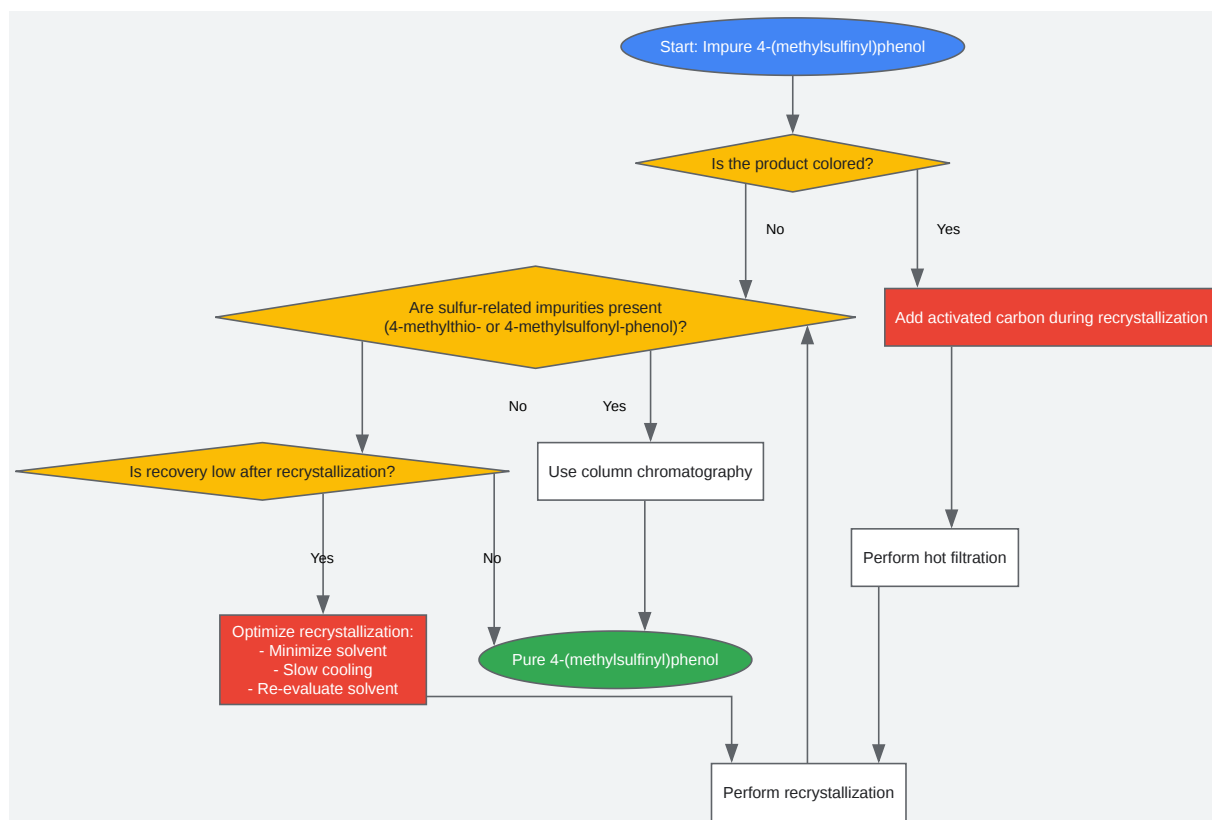 Start: Impure 4-(methylsulfinyl)phenol
Is the product colored?
No
Yes
Are sulfur-related impurities present
(4-methylthio- or 4-methylsulfonyl-phenol)?
Add activated carbon during recrystallization
No
Yes
Is recovery low after recrystallization?
Use column chromatography
Yes
No
Perform hot filtration
Optimize recrystallization:
- Minimize solvent
- Slow cooling
- Re-evaluate solvent
Pure 4-(methylsulfinyl)phenol
Perform recrystallization